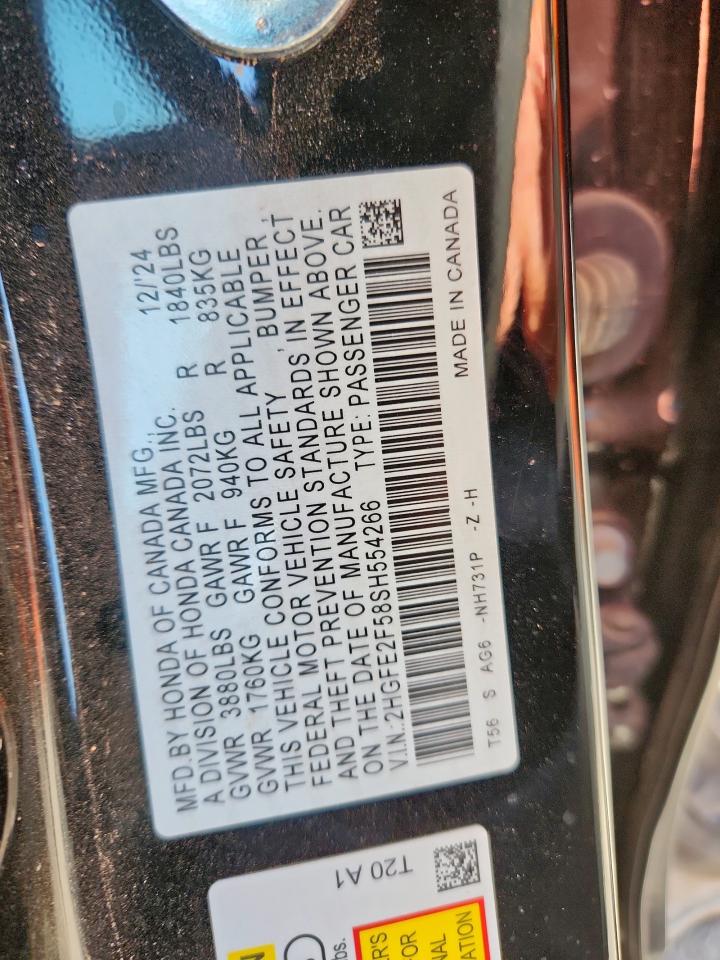 MFD.BY HONDA OF CANADA MFG., 12/'24
A DIVISION OF HONDA CANADA INC.
GVWR 3880LBS GAWR F 2072LBS R 1840LBS
GVWR 1760KG GAWR F 940KG R 835KG
THIS VEHICLE CONFORMS TO ALL APPLICABLE
FEDERAL MOTOR VEHICLE SAFETY , BUMPER ,
AND THEFT PREVENTION STANDARDS IN EFFECT
ON THE DATE OF MANUFACTURE SHOWN ABOVE.
V.I.N.:2HGFE2F58SH554266 TYPE: PASSENGER CAR
MADE IN CANADA
T56 S AG6 -NH731P -Z -H
T20 A1
lbs.